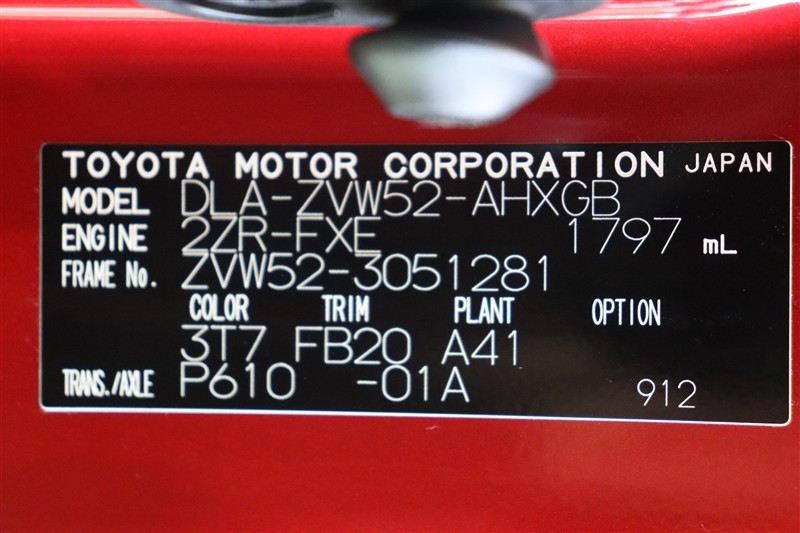 TOYOTA MOTOR CORPORATION JAPAN
MODEL DLA-ZVW52-AHXGB
ENGINE 2ZR-FXE 1797 mL
FRAME No. ZVW52-3051281
COLOR TRIM PLANT OPTION
3T7 FB20 A41
TRANS./AXLE P610 -01A 912